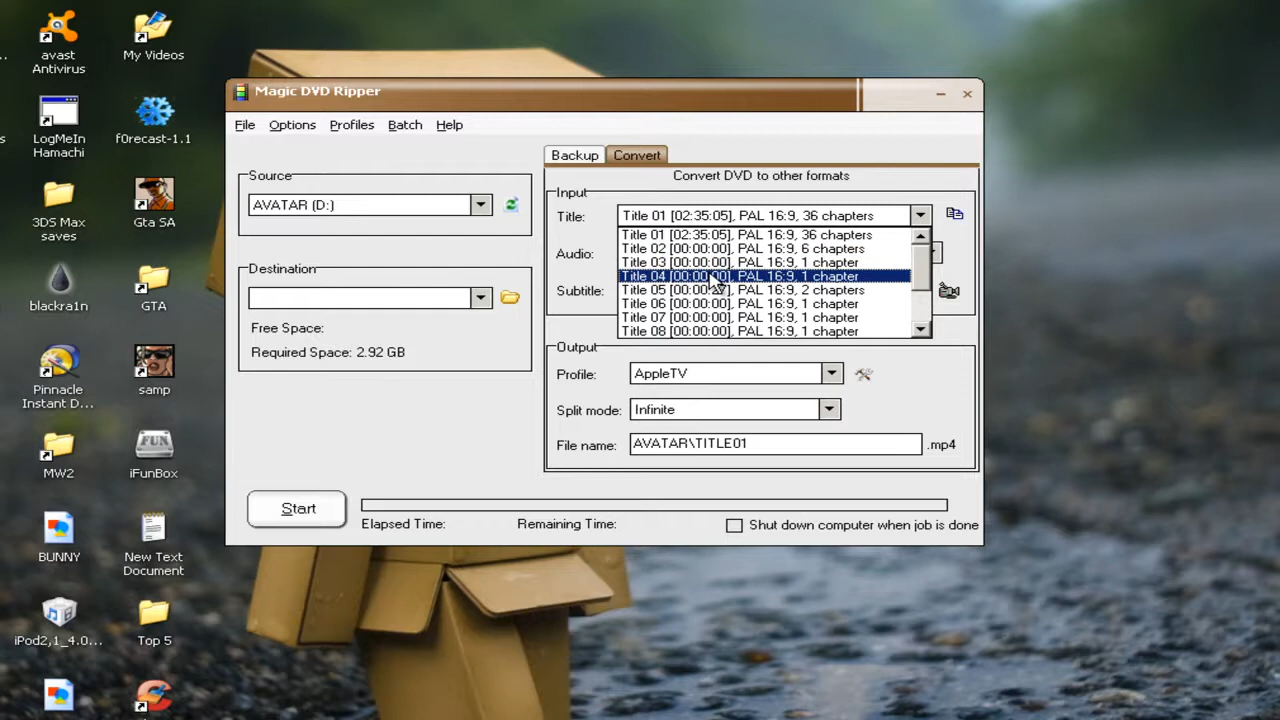 avast
Antivirus
My Videos
LogMeIn
Hamachi
f0recast-1.1
3DS Max
saves
Gta SA
blackra1n
GTA
Pinnacle
Instant D...
samp
FUN
MW2
iFunBox
BUNNY
New Text
Document
iPod2,1_4.0...
Top 5
Magic DVD Ripper
File Options Profiles Batch Help
Source
AVATAR (D:)
Destination
Free Space:
Required Space: 2.92 GB
Backup Convert
Convert DVD to other formats
Input
Title: Title 01 [02:35:05], PAL 16:9, 36 chapters
Title 01 [02:35:05], PAL 16:9, 36 chapters
Title 02 [00:00:00], PAL 16:9, 6 chapters
Title 03 [00:00:00], PAL 16:9, 1 chapter
Title 04 [00:00:00], PAL 16:9, 1 chapter
Title 05 [00:00:00], PAL 16:9, 2 chapters
Title 06 [00:00:00], PAL 16:9, 1 chapter
Title 07 [00:00:00], PAL 16:9, 1 chapter
Title 08 [00:00:00], PAL 16:9, 1 chapter
Audio:
Subtitle:
Output
Profile: AppleTV
Split mode: Infinite
File name: AVATAR\TITLE01 .mp4
Start
Elapsed Time: Remaining Time: Shut down computer when job is done